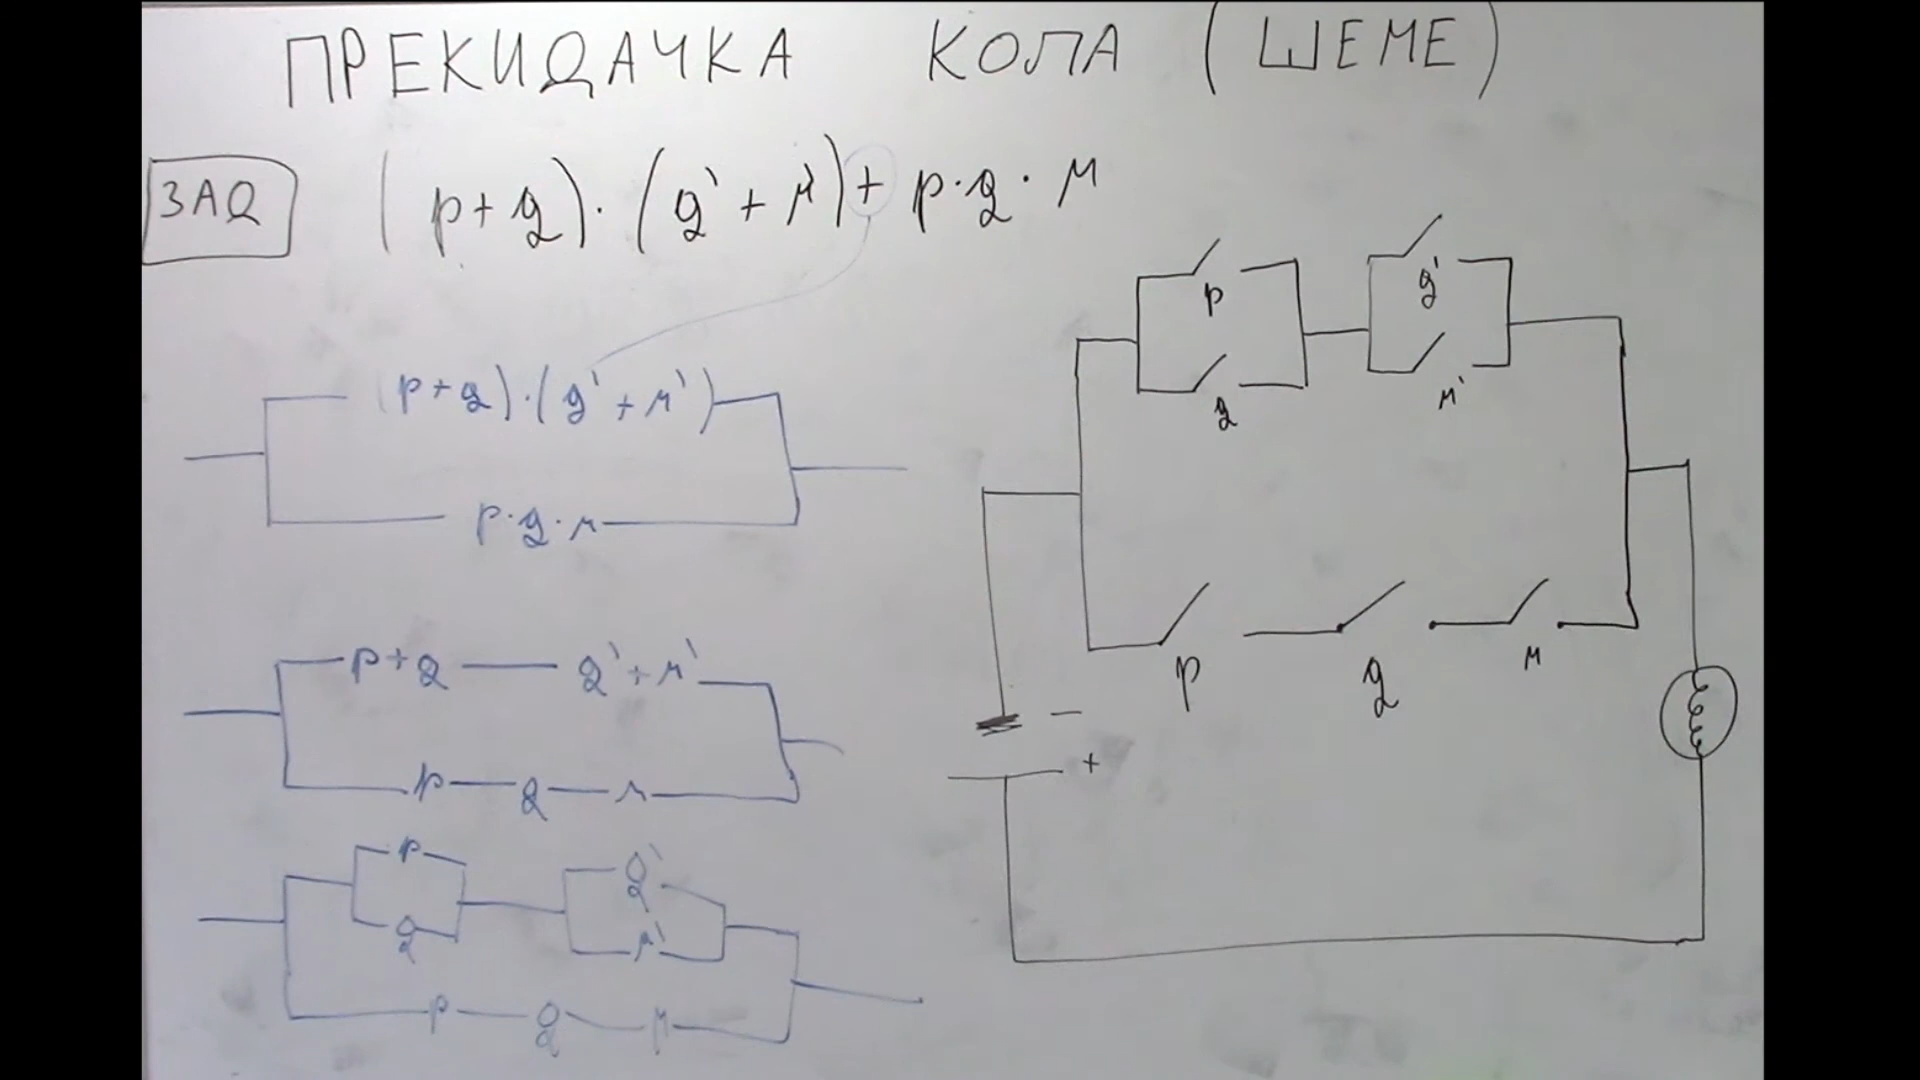 ПРЕКИДАЧКА КОЛА (ШЕМЕ)
ЗАД (p+q)·(q'+r')+p·q·r
(p+q)·(q'+r')
p·q·r
p+q q'+r'
p q r
p q'
q r'
p q r
p q'
q r'
p q r
−
+